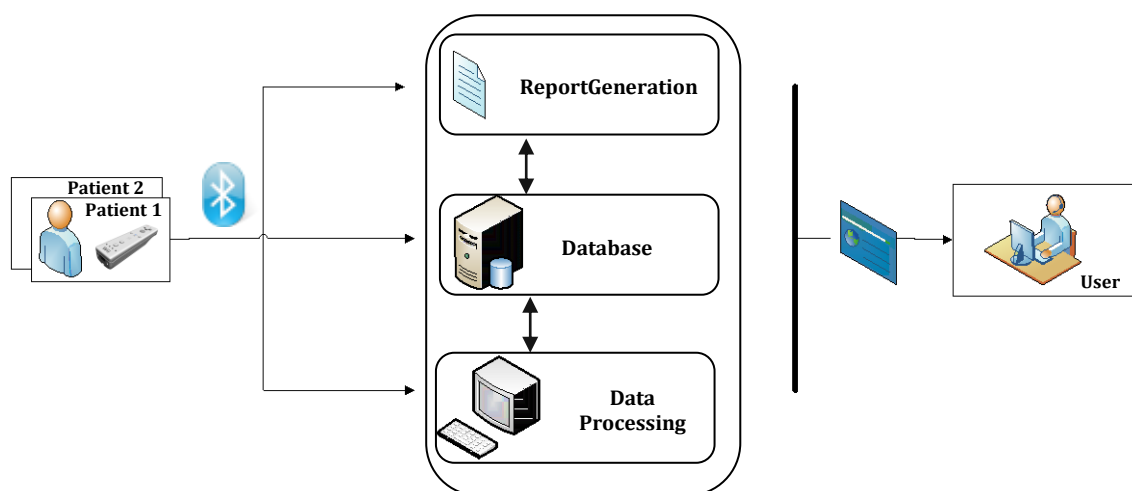 ReportGeneration
Patient 2
Patient 1
Database
User
Data
Processing